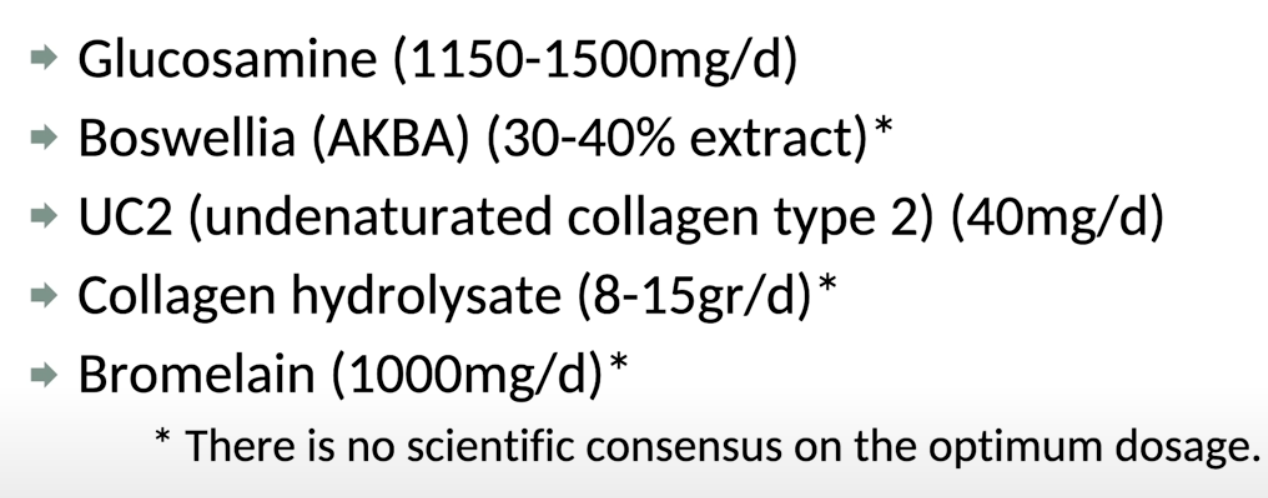 Glucosamine (1150-1500mg/d)
Boswellia (AKBA) (30-40% extract)*
UC2 (undenaturated collagen type 2) (40mg/d)
Collagen hydrolysate (8-15gr/d)*
Bromelain (1000mg/d)*
* There is no scientific consensus on the optimum dosage.